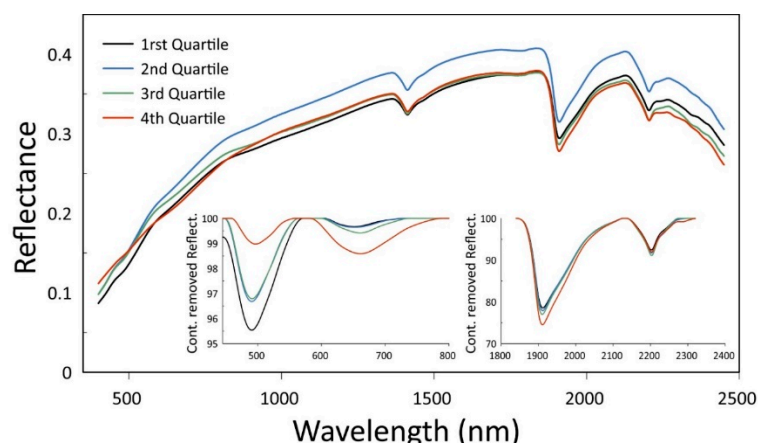 0.4
0.3
0.2
0.1
0
Reflectance
1rst Quartile
2nd Quartile
3rd Quartile
4th Quartile
Cont. removed Reflect.
100
99
98
97
96
95
500 600 700 800
Cont. removed Reflect.
100
90
80
70
1800 1900 2000 2100 2200 2300 2400
500 1000 1500 2000 2500
Wavelength (nm)